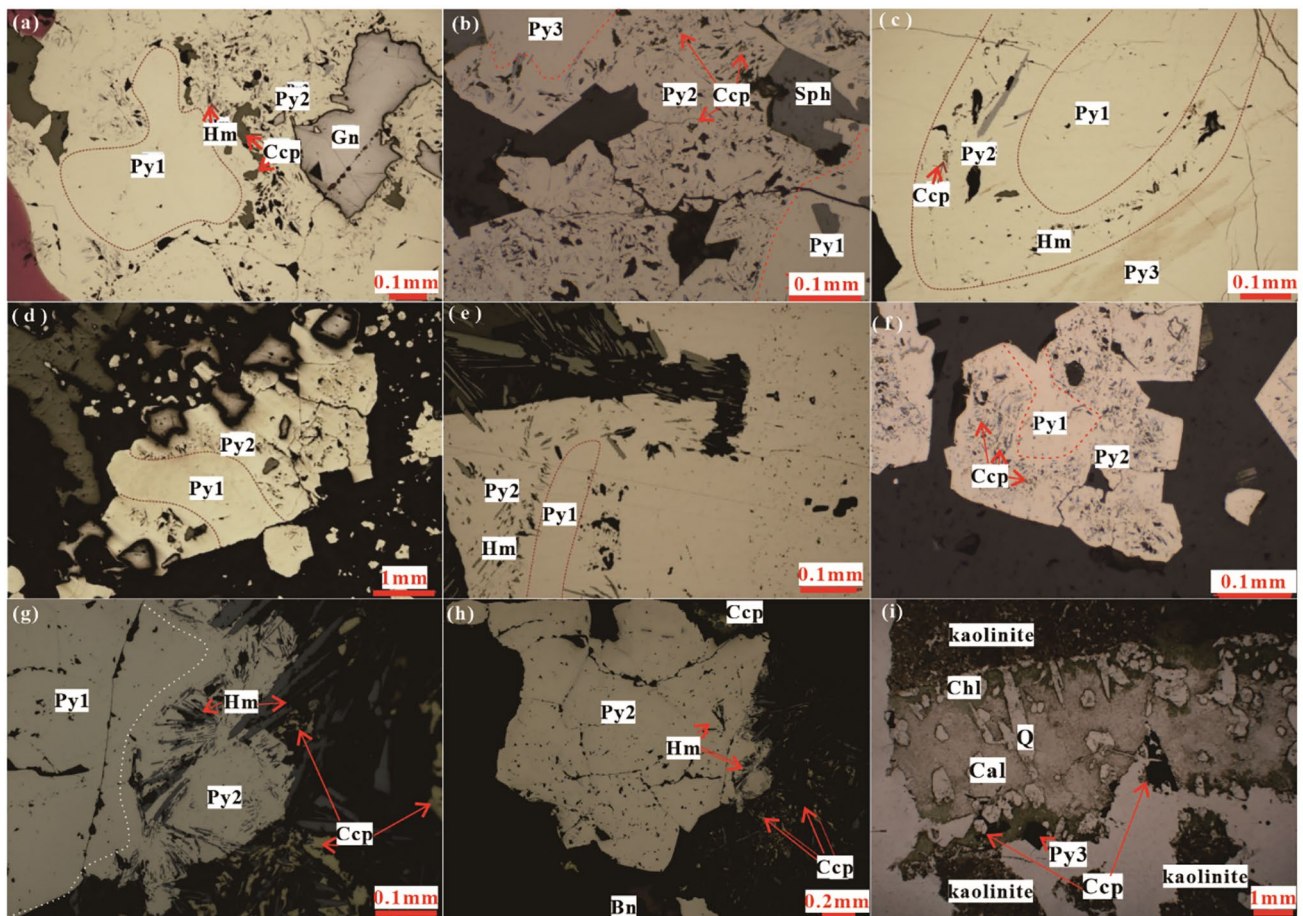 (a)
Py2
Hm
Gn
Ccp
Py1
0.1mm
(b)
Py3
Py2
Ccp
Sph
Py1
0.1mm
(c)
Py1
Py2
Ccp
Hm
Py3
0.1mm
(d)
Py2
Py1
1mm
(e)
Py2
Py1
Hm
0.1mm
(f)
Py1
Py2
Ccp
0.1mm
(g)
Py1
Hm
Py2
Ccp
0.1mm
(h)
Ccp
Py2
Hm
Ccp
Bn
0.2mm
(i)
kaolinite
Chl
Q
Cal
Py3
Ccp
kaolinite
kaolinite
1mm